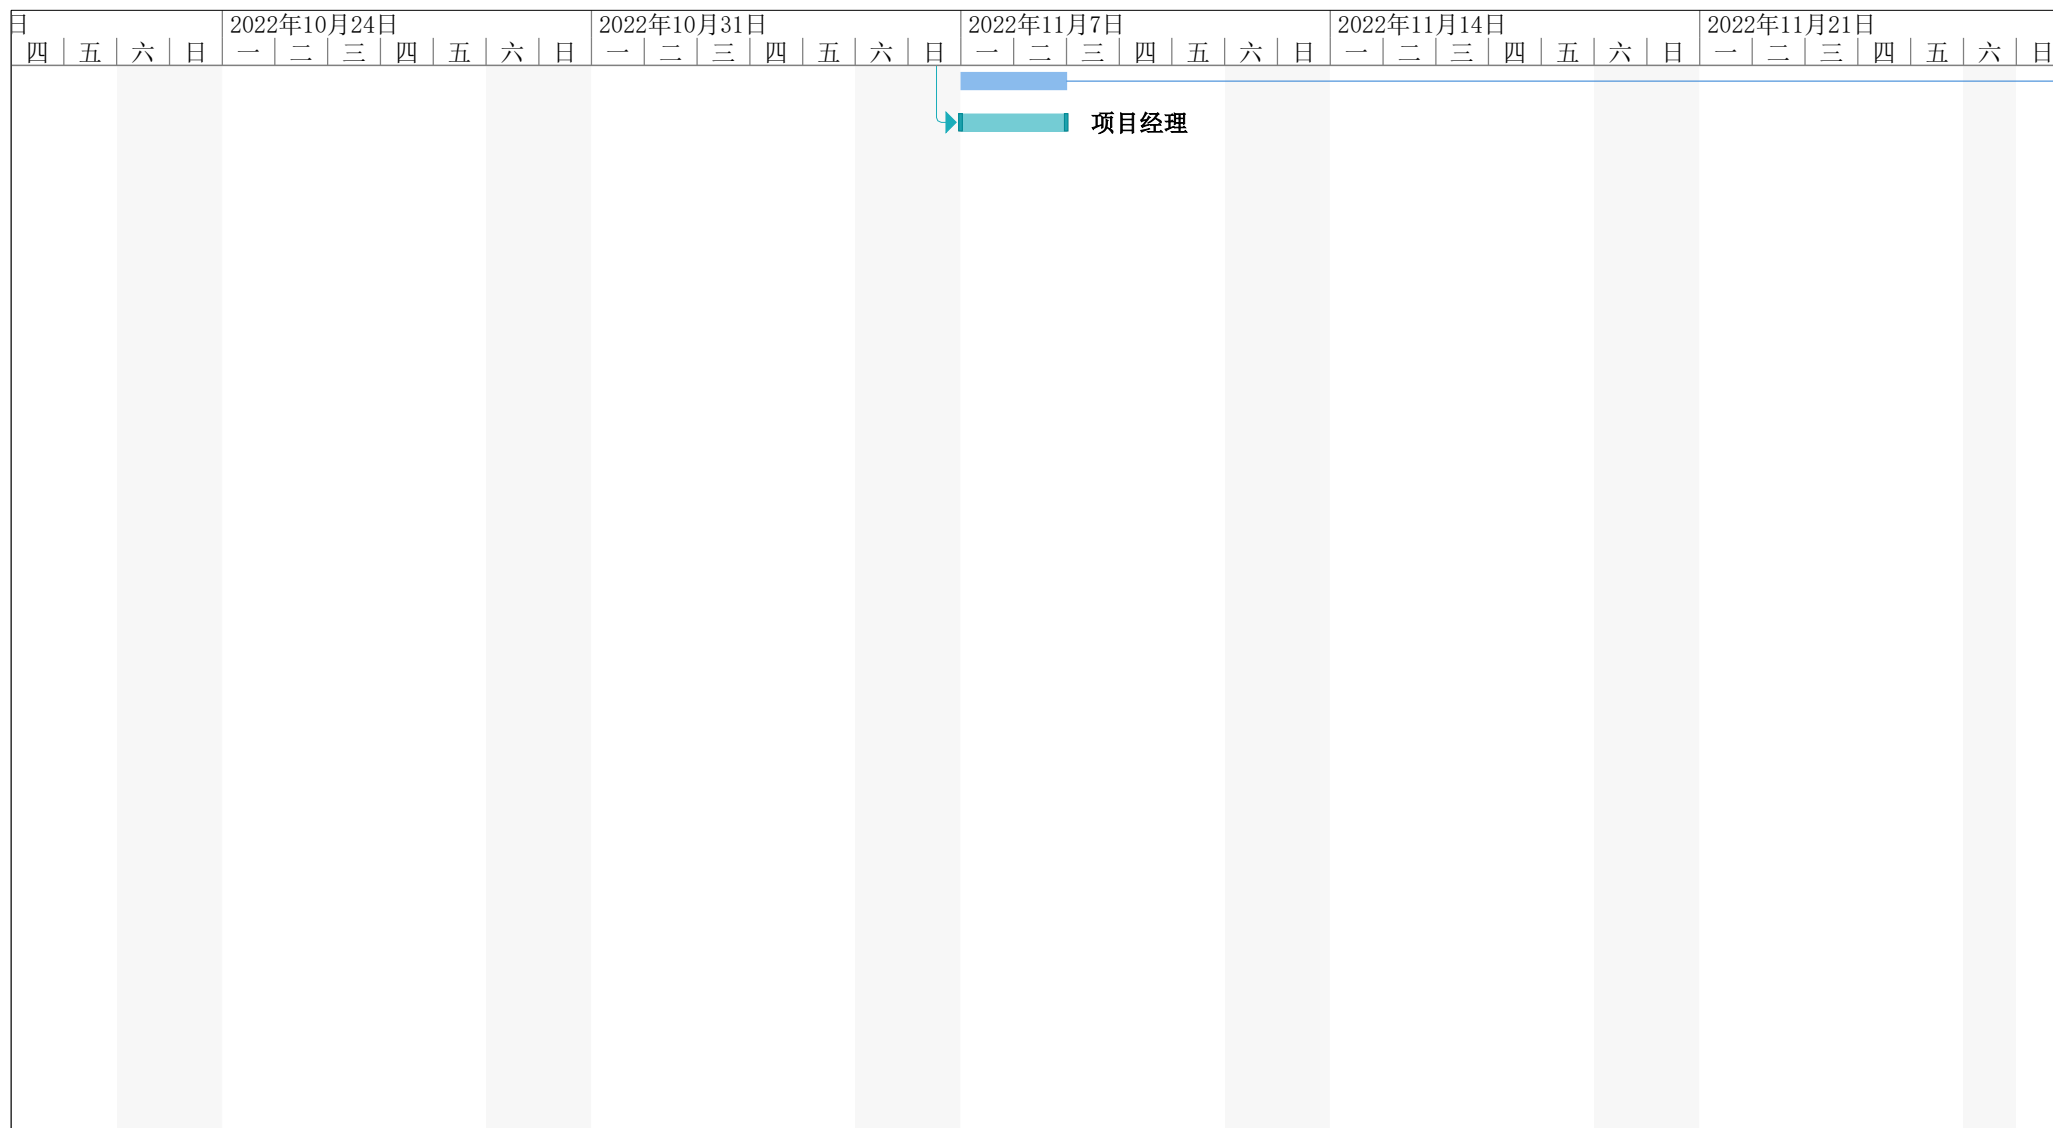 日 2022年10月24日 2022年10月31日 2022年11月7日 2022年11月14日 2022年11月21日
四 五 六 日 一 二 三 四 五 六 日 一 二 三 四 五 六 日 一 二 三 四 五 六 日 一 二 三 四 五 六 日 一 二 三 四 五 六 日
项目经理